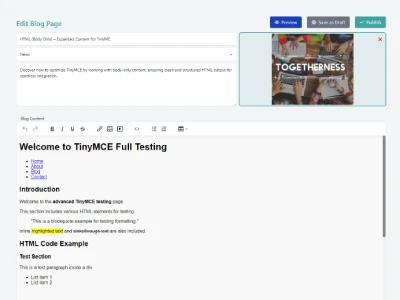 Edit Blog Page
Preview
Save as Draft
Publish
HTML (Body Only) – Expanded Content for TinyMCE
News
Discover how to optimize TinyMCE by working with body-only content, ensuring clean and structured HTML output for
seamless integration.
TOGETHERNESS
Blog Content
B I U S
Welcome to TinyMCE Full Testing
Home
About
Blog
Contact
Introduction
Welcome to the advanced TinyMCE testing page.
This section includes various HTML elements for testing.
"This is a blockquote example for testing formatting."
Inline highlighted text and strikethrough text are also included.
HTML Code Example
Test Section
This is a test paragraph inside a div.
List item 1
List item 2